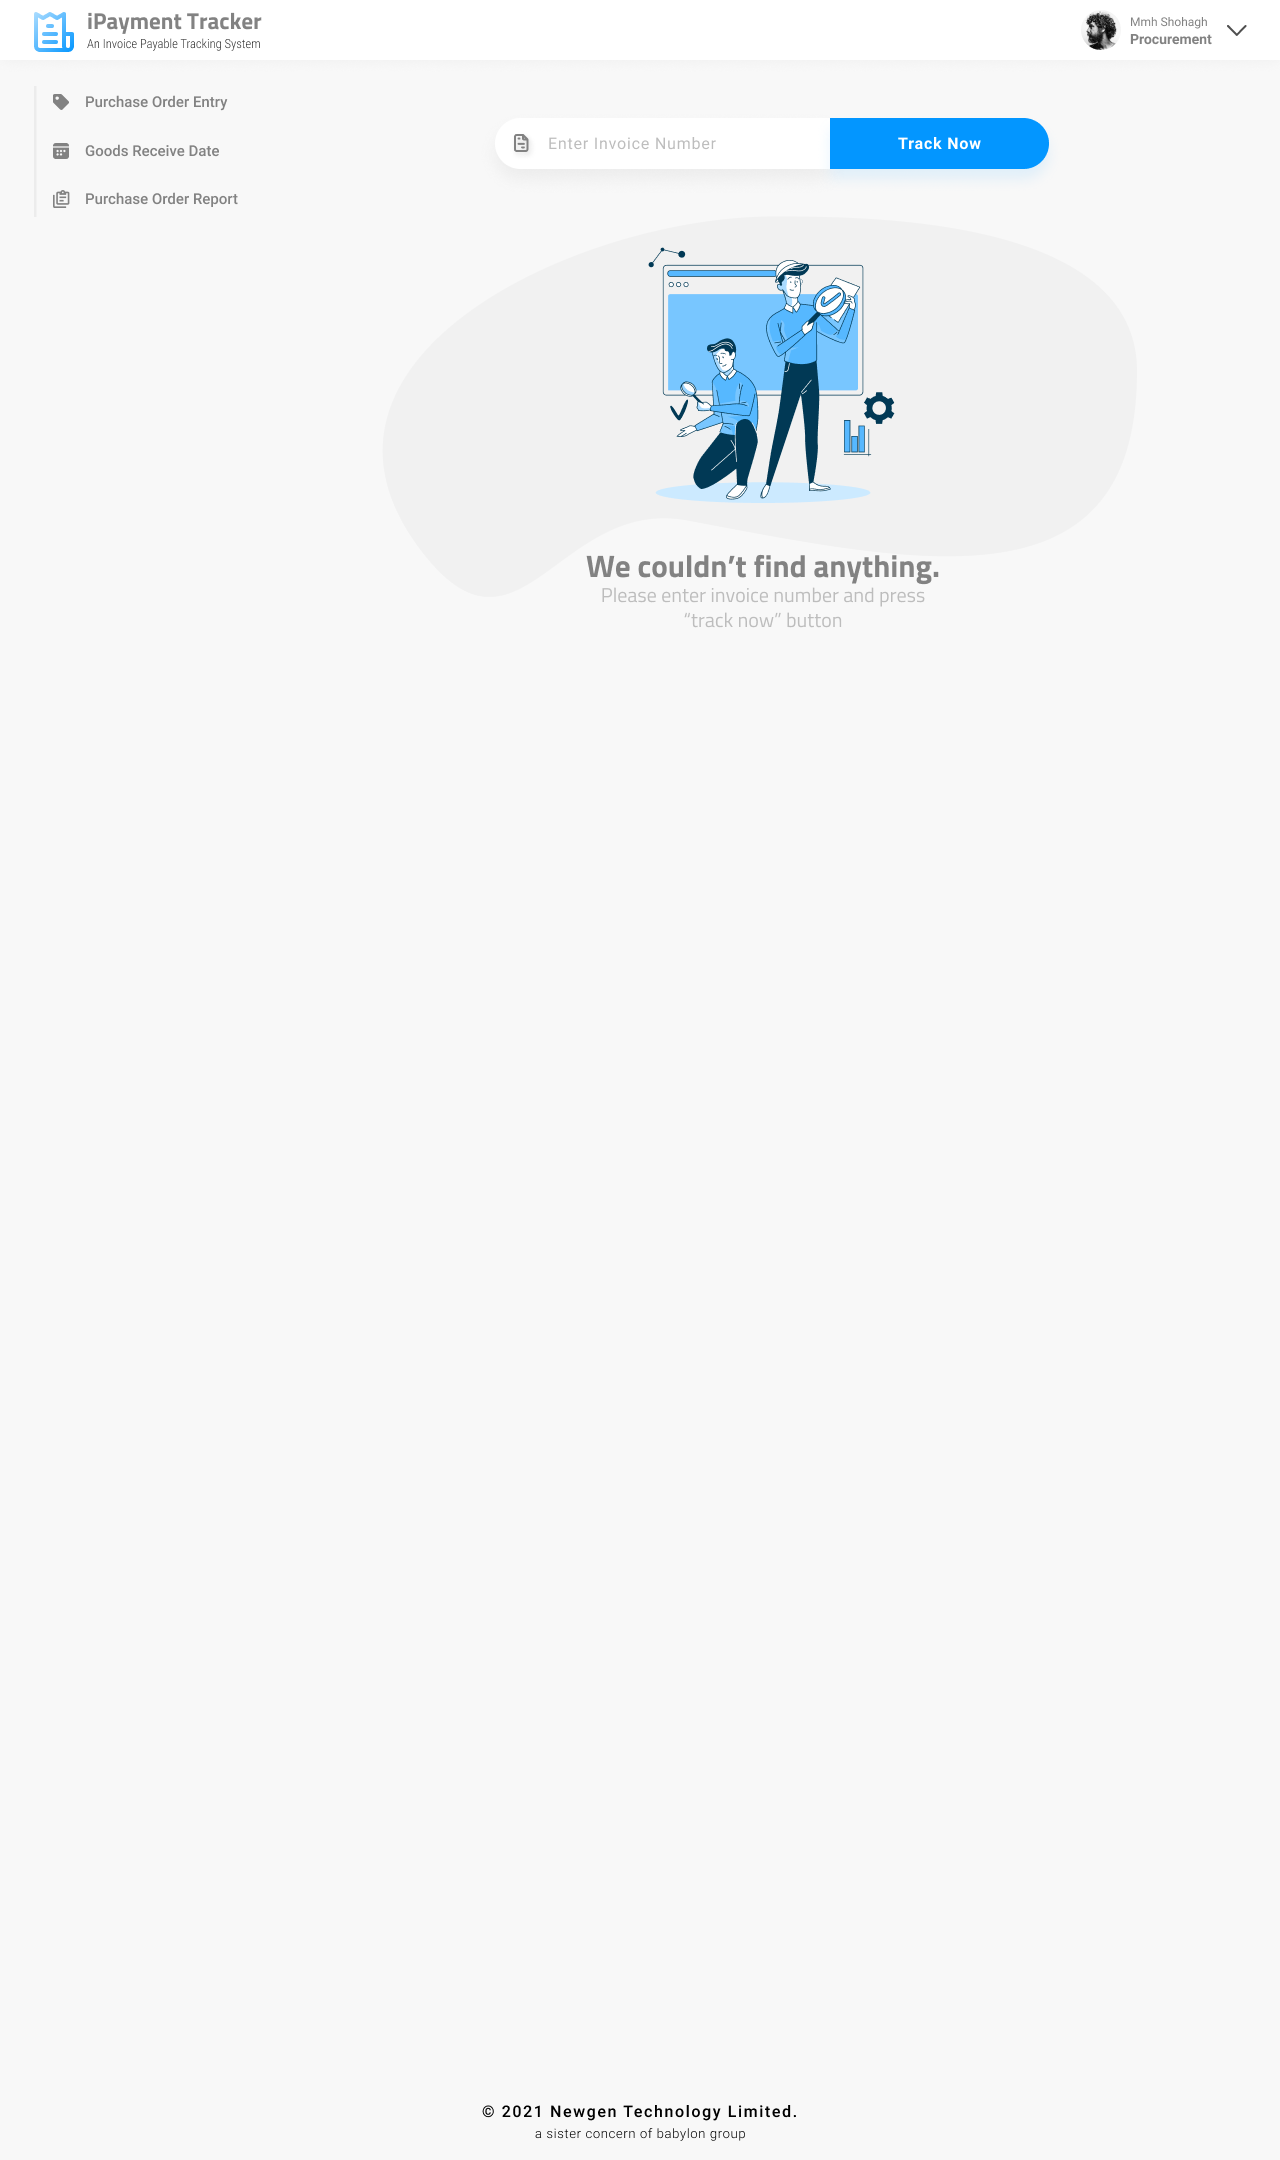 iPayment Tracker
An Invoice Payable Tracking System
Mmh Shohagh
Procurement
Purchase Order Entry
Goods Receive Date
Purchase Order Report
Enter Invoice Number
Track Now
We couldn’t find anything.
Please enter invoice number and press
“track now” button
© 2021 Newgen Technology Limited.
a sister concern of babylon group